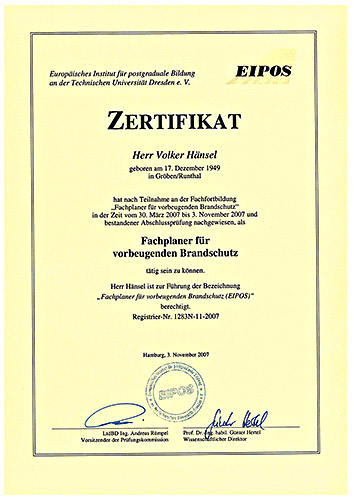 Europäisches Institut für postgraduale Bildung
an der Technischen Universität Dresden e. V.
EIPOS
ZERTIFIKAT
Herr Volker Hänsel
geboren am 17. Dezember 1949
in Gröben/Runthal
hat nach Teilnahme an der Fachfortbildung
„Fachplaner für vorbeugenden Brandschutz"
in der Zeit vom 30. März 2007 bis 3. November 2007 und
bestandener Abschlussprüfung nachgewiesen, als
Fachplaner für
vorbeugenden Brandschutz
tätig sein zu können.
Herr Hänsel ist zur Führung der Bezeichnung
„Fachplaner für vorbeugenden Brandschutz (EIPOS)"
berechtigt.
Registrier-Nr. 1283N-11-2007
Hamburg, 3. November 2007
EIPOS
LtdBD Ing. Andreas Rümpel
Vorsitzender der Prüfungskommission
Prof. Dr.-Ing. habil. Günter Hertel
Wissenschaftlicher Direktor